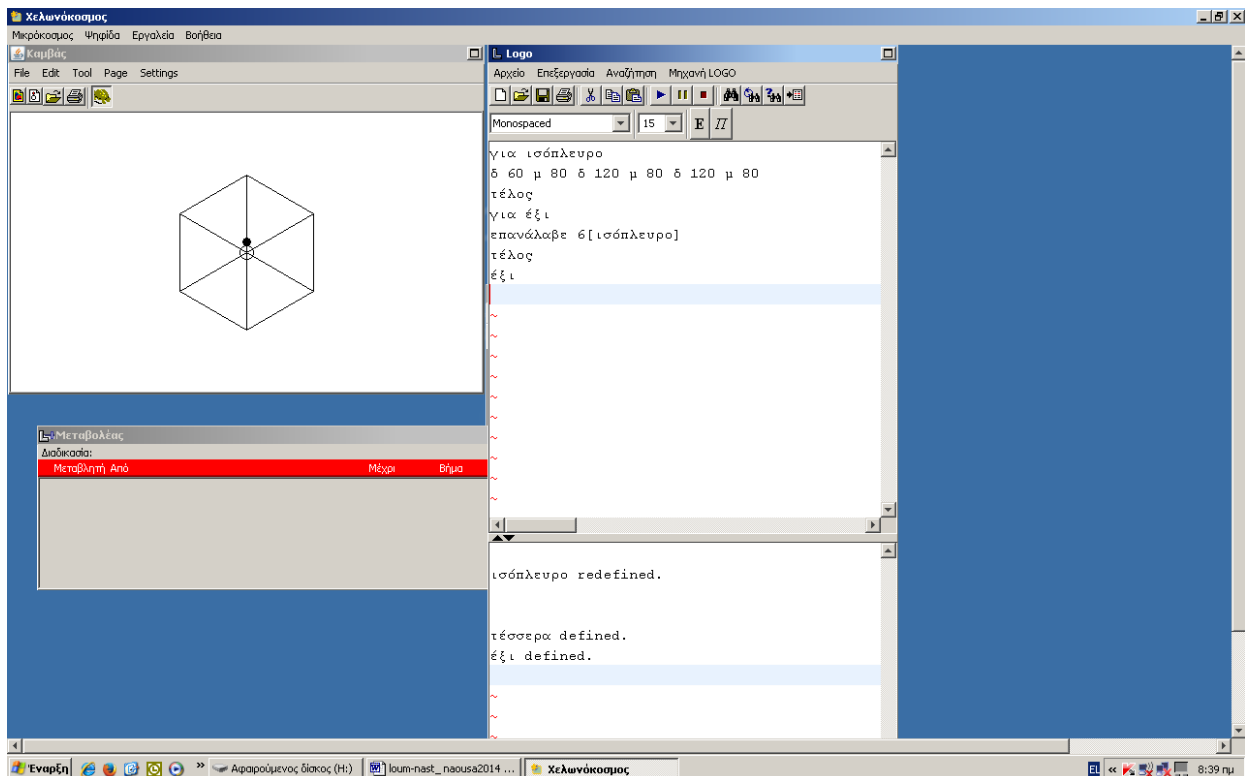 Χελωνόκοσμος
Μικρόκοσμος Ψηφίδα Εργαλεία Βοήθεια
Καμβάς
File Edit Tool Page Settings
Logo
Αρχείο Επεξεργασία Αναζήτηση Μηχανή LOGO
Monospaced 15 Ε Π
για ισόπλευρο
δ 60 μ 80 δ 120 μ 80 δ 120 μ 80
τέλος
για έξι
επανάλαβε 6[ισόπλευρο]
τέλος
έξι
~
~
~
~
~
~
~
~
~
~
Μεταβολέας
Διαδικασία:
Μεταβλητή Από Μέχρι Βήμα
ισόπλευρο redefined.
τέσσερα defined.
έξι defined.
~
~
~
Έναρξη » Αφαιρούμενος δίσκος (H:) loum-nast_naousa2014 ... Χελωνόκοσμος EL « 8:39 πμ